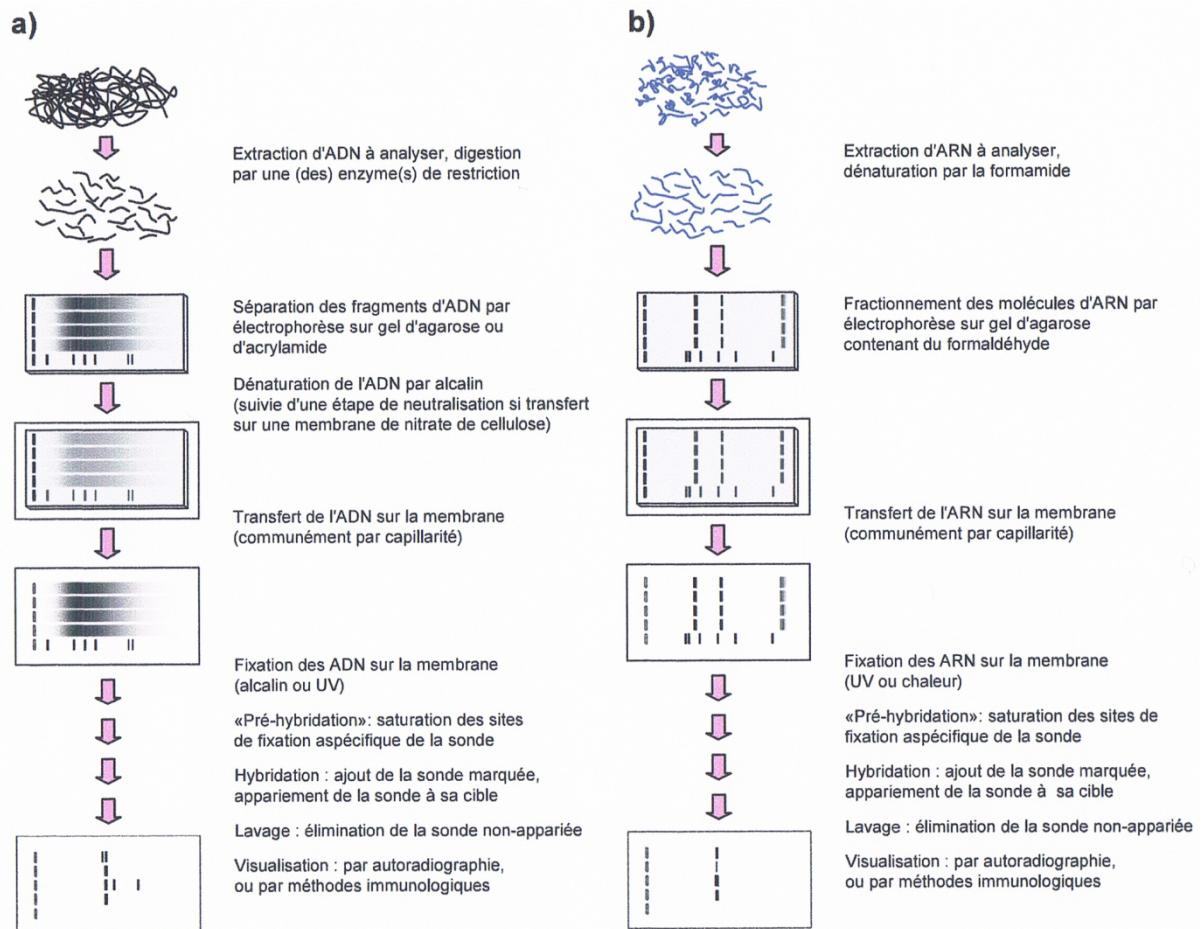 a)
Extraction d'ADN à analyser, digestion
par une (des) enzyme(s) de restriction
Séparation des fragments d'ADN par
électrophorèse sur gel d'agarose ou
d'acrylamide
Dénaturation de l'ADN par alcalin
(suivie d'une étape de neutralisation si transfert
sur une membrane de nitrate de cellulose)
Transfert de l'ADN sur la membrane
(communément par capillarité)
Fixation des ADN sur la membrane
(alcalin ou UV)
«Pré-hybridation»: saturation des sites
de fixation aspécifique de la sonde
Hybridation : ajout de la sonde marquée,
appariement de la sonde à sa cible
Lavage : élimination de la sonde non-appariée
Visualisation : par autoradiographie,
ou par méthodes immunologiques
b)
Extraction d'ARN à analyser,
dénaturation par la formamide
Fractionnement des molécules d'ARN par
électrophorèse sur gel d'agarose
contenant du formaldéhyde
Transfert de l'ARN sur la membrane
(communément par capillarité)
Fixation des ARN sur la membrane
(UV ou chaleur)
«Pré-hybridation»: saturation des sites de
fixation aspécifique de la sonde
Hybridation : ajout de la sonde marquée,
appariement de la sonde à sa cible
Lavage : élimination de la sonde non-appariée
Visualisation : par autoradiographie,
ou par méthodes immunologiques